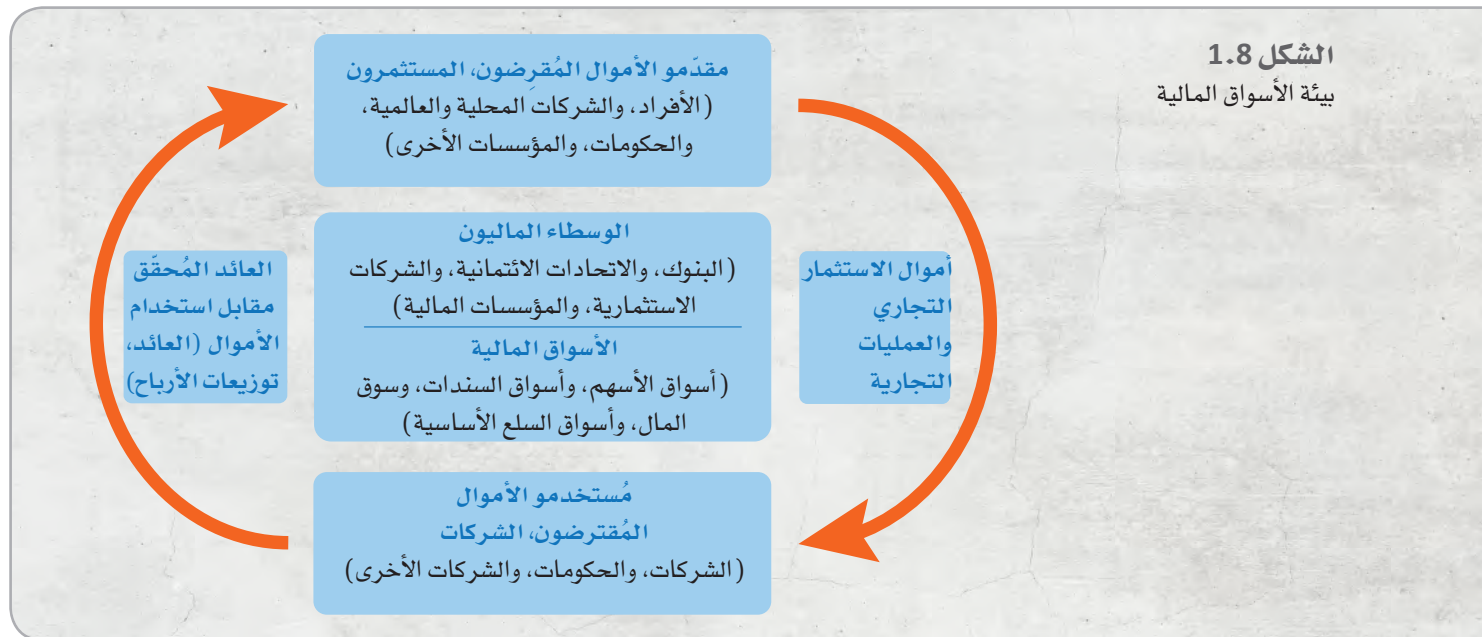 الشكل 1.8
بيئة الأسواق المالية
مقدّمو الأموال المُقرِضون، المستثمرون
(الأفراد، والشركات المحلية والعالمية،
والحكومات، والمؤسسات الأخرى)
أموال الاستثمار
التجاري
والعمليات
التجارية
الوسطاء الماليون
(البنوك، والاتحادات الائتمانية، والشركات
الاستثمارية، والمؤسسات المالية)
الأسواق المالية
(أسواق الأسهم، وأسواق السندات، وسوق
المال، وأسواق السلع الأساسية)
العائد المُحقّق
مقابل استخدام
الأموال (العائد،
توزيعات الأرباح)
مُستخدمو الأموال
المُقترضون، الشركات
(الشركات، والحكومات، والشركات الأخرى)